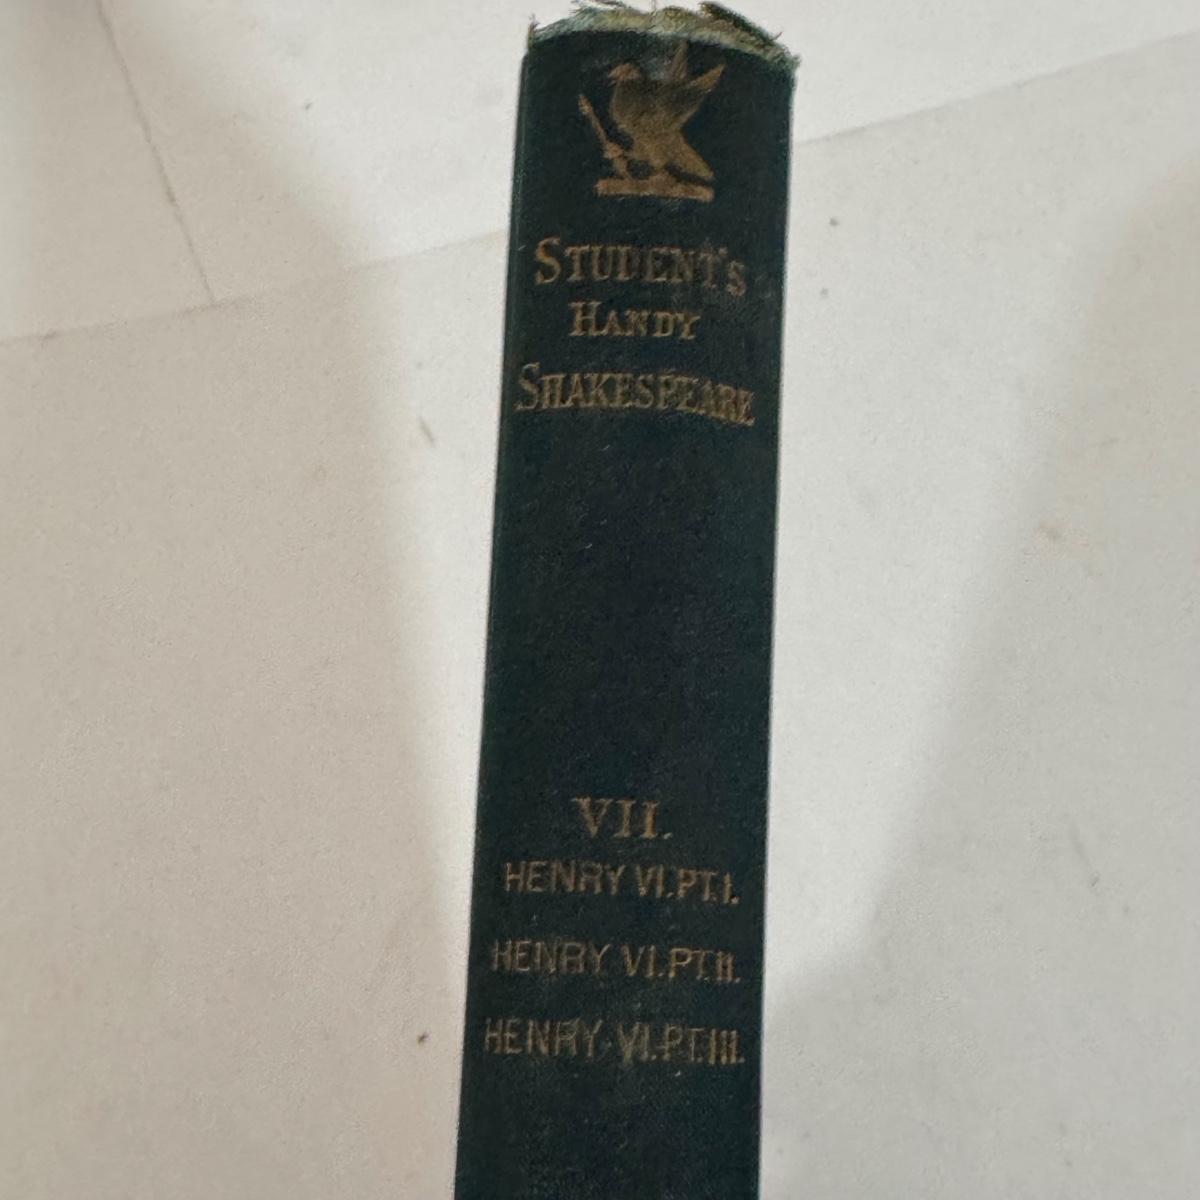 STUDENT'S
HANDY
SHAKESPEARE
VII.
HENRY VI. PT. I.
HENRY VI. PT. II.
HENRY VI. PT. III.